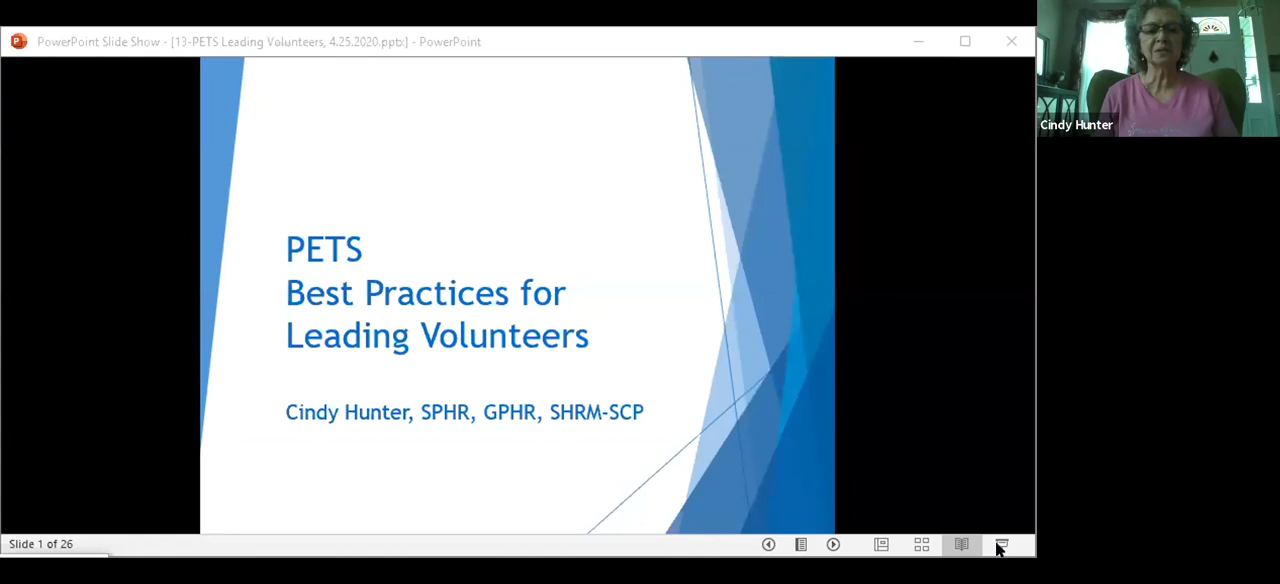 PowerPoint Slide Show - [13-PETS Leading Volunteers, 4.25.2020.pptx] - PowerPoint
Cindy Hunter
PETS
Best Practices for
Leading Volunteers
Cindy Hunter, SPHR, GPHR, SHRM-SCP
Slide 1 of 26